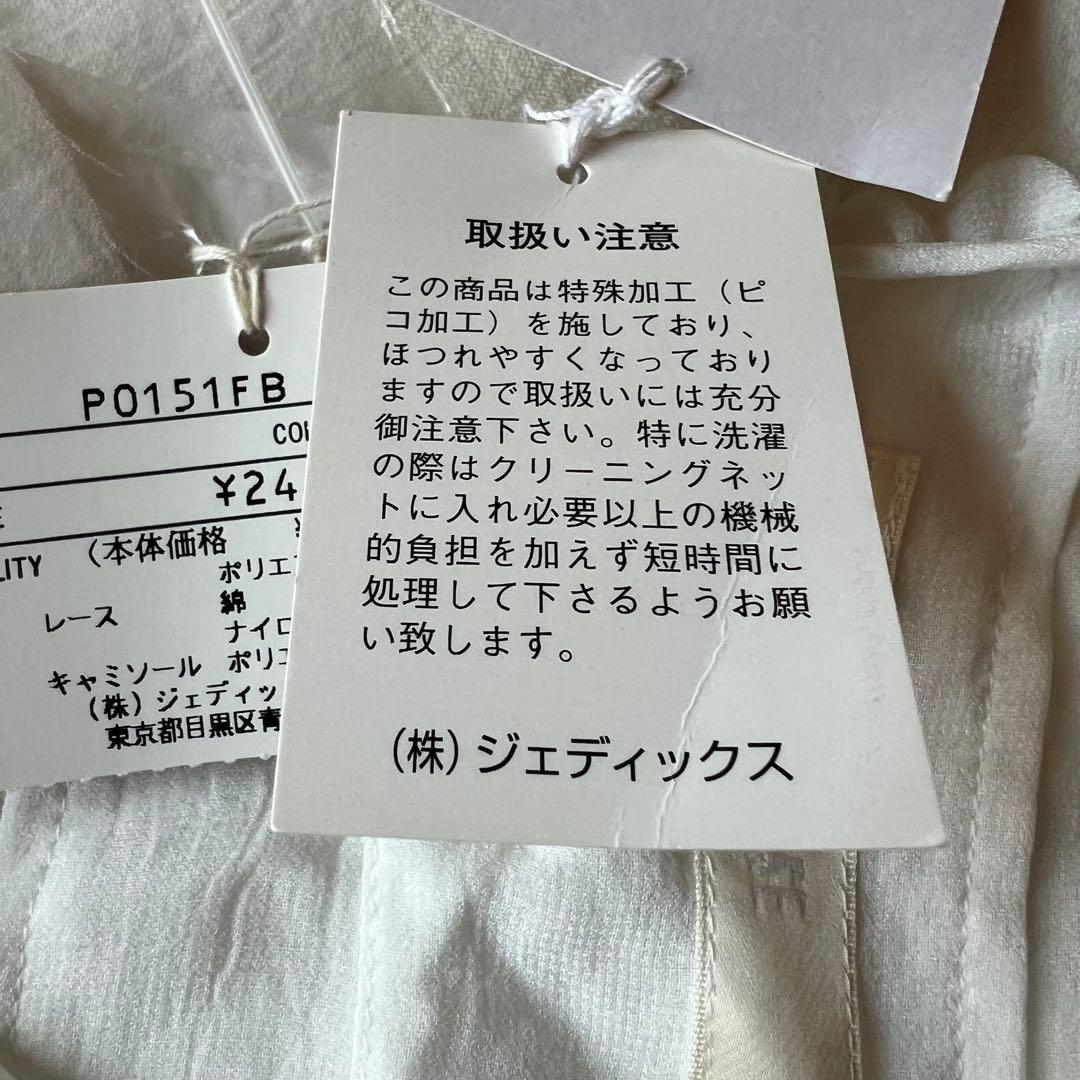 取扱い注意
この商品は特殊加工（ピ
コ加工）を施しており、
ほつれやすくなっており
ますので取扱いには充分
御注意下さい。特に洗濯
の際はクリーニングネッ
トに入れ必要以上の機械
的負担を加えず短時間に
処理して下さるようお願
い致します。
（株）ジェディックス
PO151FB
¥24
LITY （本体価格 ¥
ポリエ
レース 綿
ナイロ
キャミソール ポリエ
（株）ジェディッ
東京都目黒区青